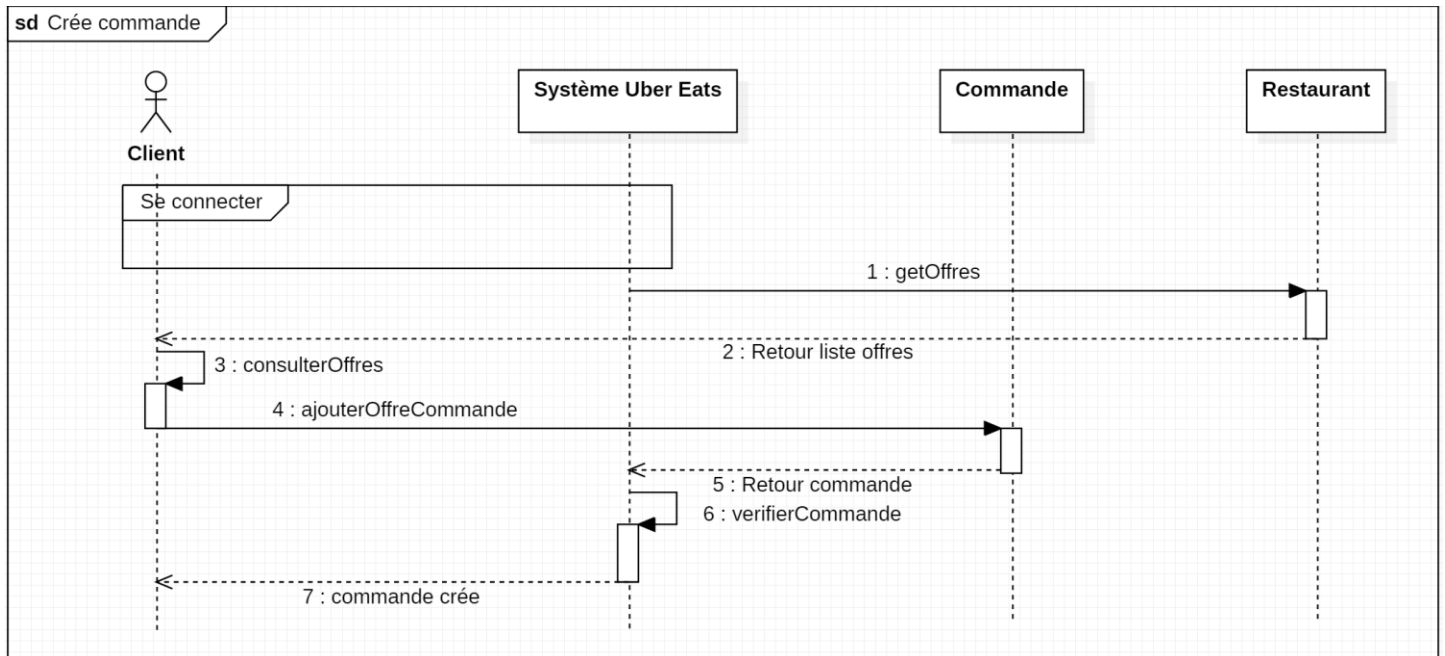 sd Crée commande
Système Uber Eats
Commande
Restaurant
Client
Se connecter
1 : getOffres
2 : Retour liste offres
3 : consulterOffres
4 : ajouterOffreCommande
5 : Retour commande
6 : verifierCommande
7 : commande crée